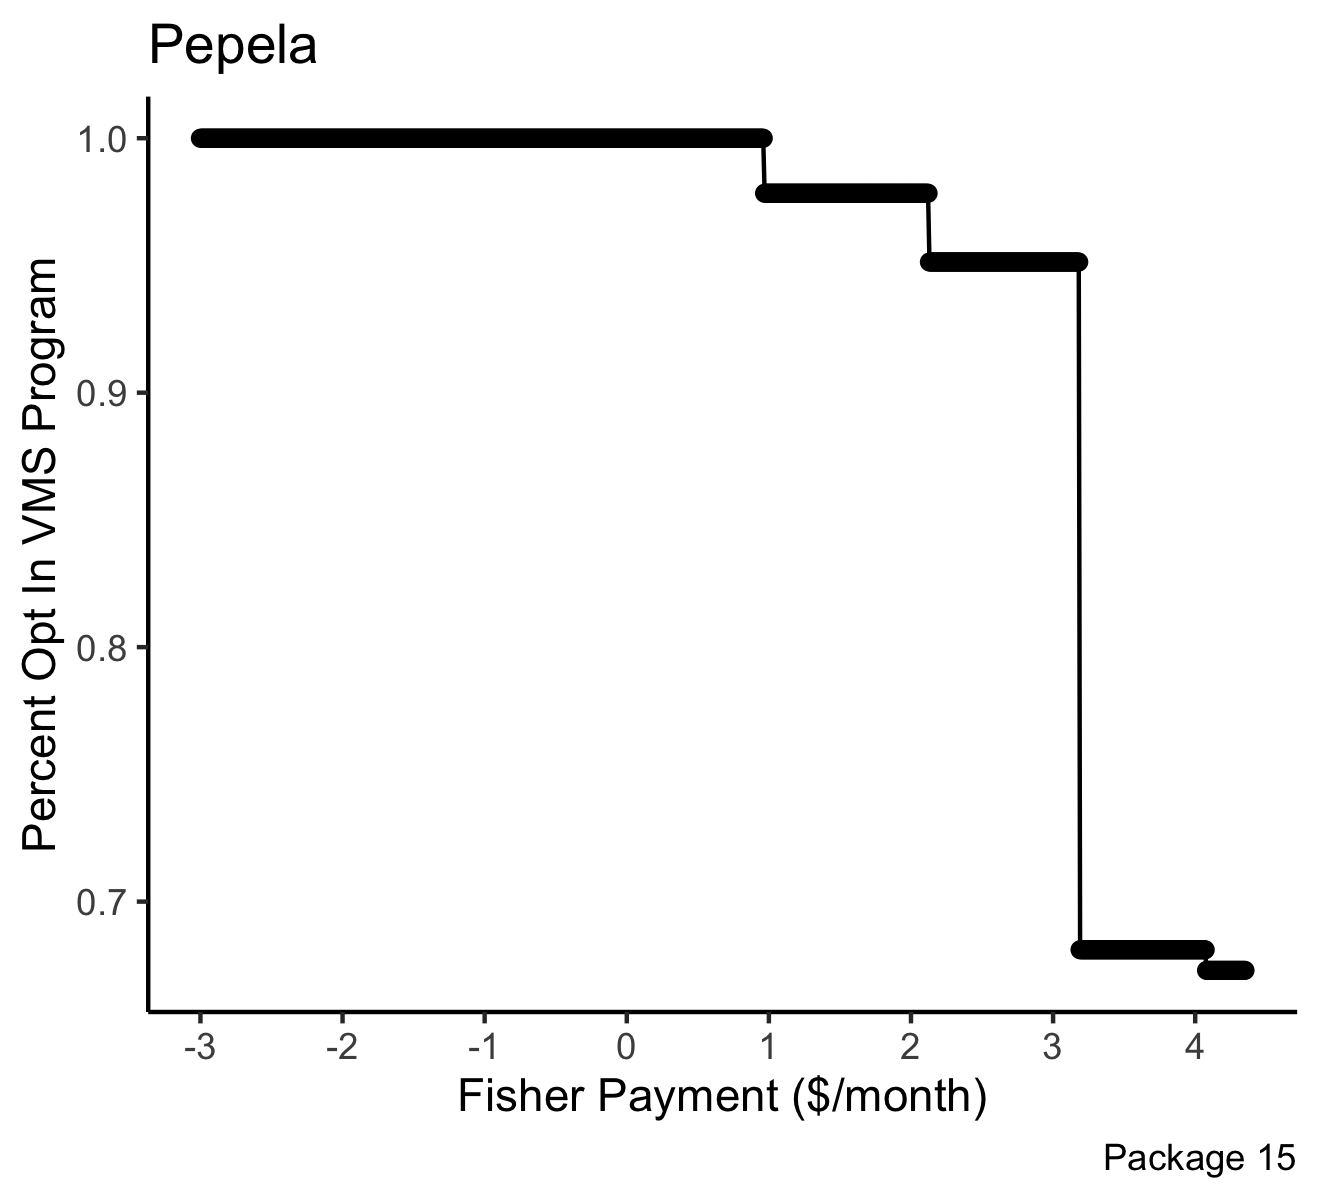 Pepela
1.0
0.9
0.8
0.7
Percent Opt In VMS Program
-3 -2 -1 0 1 2 3 4
Fisher Payment ($/month)
Package 15